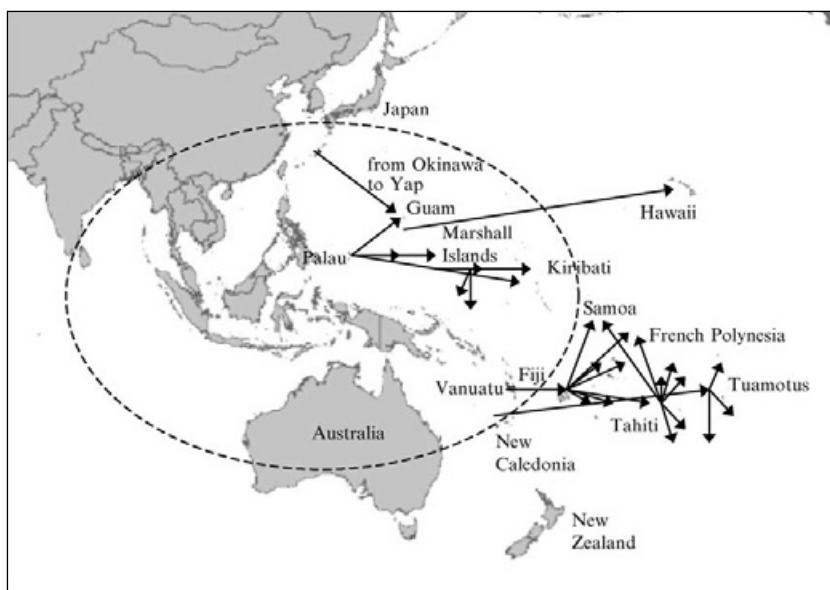 Japan
from Okinawa
to Yap
Guam
Hawaii
Marshall
Islands
Palau
Kiribati
Samoa
French Polynesia
Fiji
Vanuatu
Tuamotus
Tahiti
Australia
New
Caledonia
New
Zealand